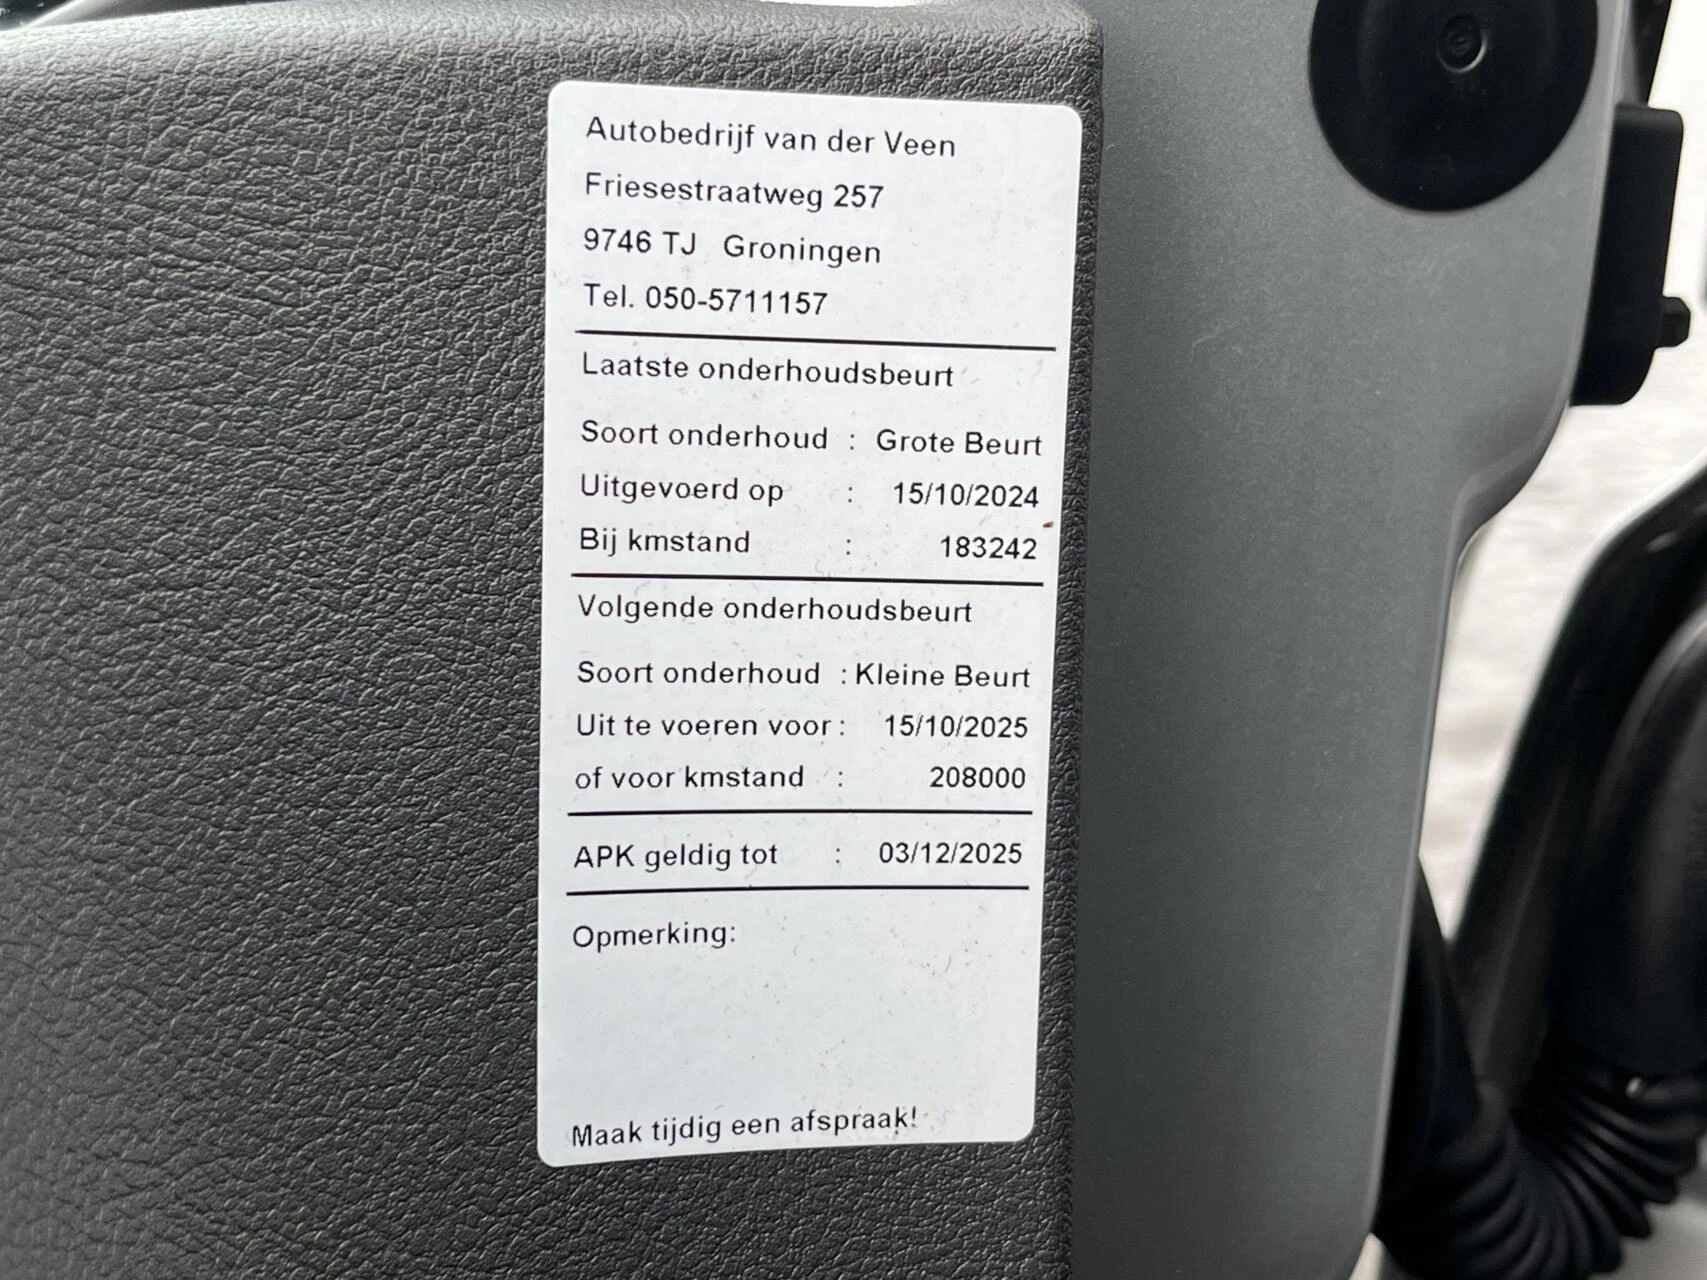 Autobedrijf van der Veen
Friesestraatweg 257
9746 TJ Groningen
Tel. 050-5711157
Laatste onderhoudsbeurt
Soort onderhoud : Grote Beurt
Uitgevoerd op : 15/10/2024
Bij kmstand : 183242
Volgende onderhoudsbeurt
Soort onderhoud : Kleine Beurt
Uit te voeren voor : 15/10/2025
of voor kmstand : 208000
APK geldig tot : 03/12/2025
Opmerking:
Maak tijdig een afspraak!